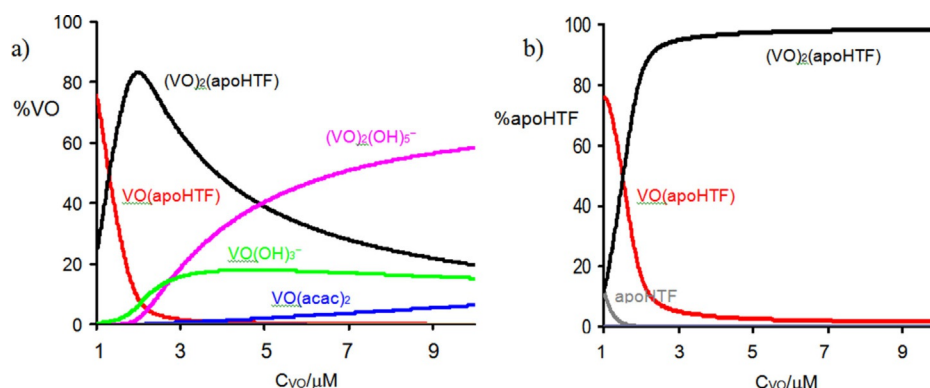 a)
100
80
60
40
20
0
%VO
(VO)₂(apoHTF)
(VO)₂(OH)₅⁻
VO(apoHTF)
VO(OH)₃⁻
VO(acac)₂
1 3 5 7 9
C_VO/μM
b)
100
80
60
40
20
0
%apoHTF
(VO)₂(apoHTF)
VO(apoHTF)
apoHTF
1 3 5 7 9
C_VO/μM